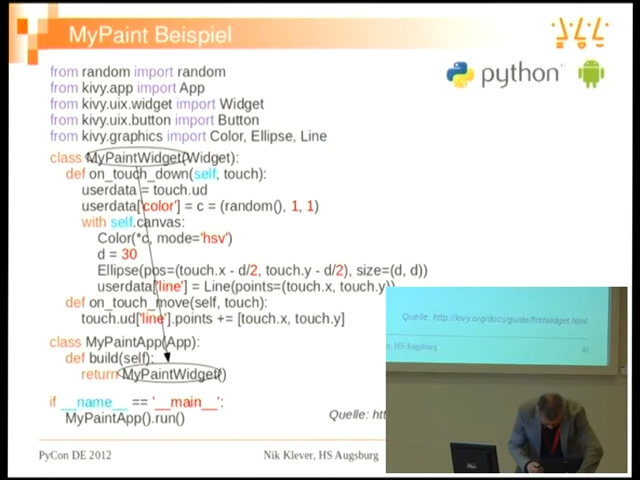 MyPaint Beispiel
python
from random import random
from kivy.app import App
from kivy.uix.widget import Widget
from kivy.uix.button import Button
from kivy.graphics import Color, Ellipse, Line
class MyPaintWidget(Widget):
def on_touch_down(self, touch):
userdata = touch.ud
userdata['color'] = c = (random(), 1, 1)
with self.canvas:
Color(*c, mode='hsv')
d = 30
Ellipse(pos=(touch.x - d/2, touch.y - d/2), size=(d, d))
userdata['line'] = Line(points=(touch.x, touch.y))
def on_touch_move(self, touch):
touch.ud['line'].points += [touch.x, touch.y]
class MyPaintApp(App):
def build(self):
return MyPaintWidget()
if __name__ == '__main__':
MyPaintApp().run()
Quelle: htt
PyCon DE 2012
Nik Klever, HS Augsburg
Quelle: http://kivy.org/docs/guide/firstwidget.html
HS Augsburg